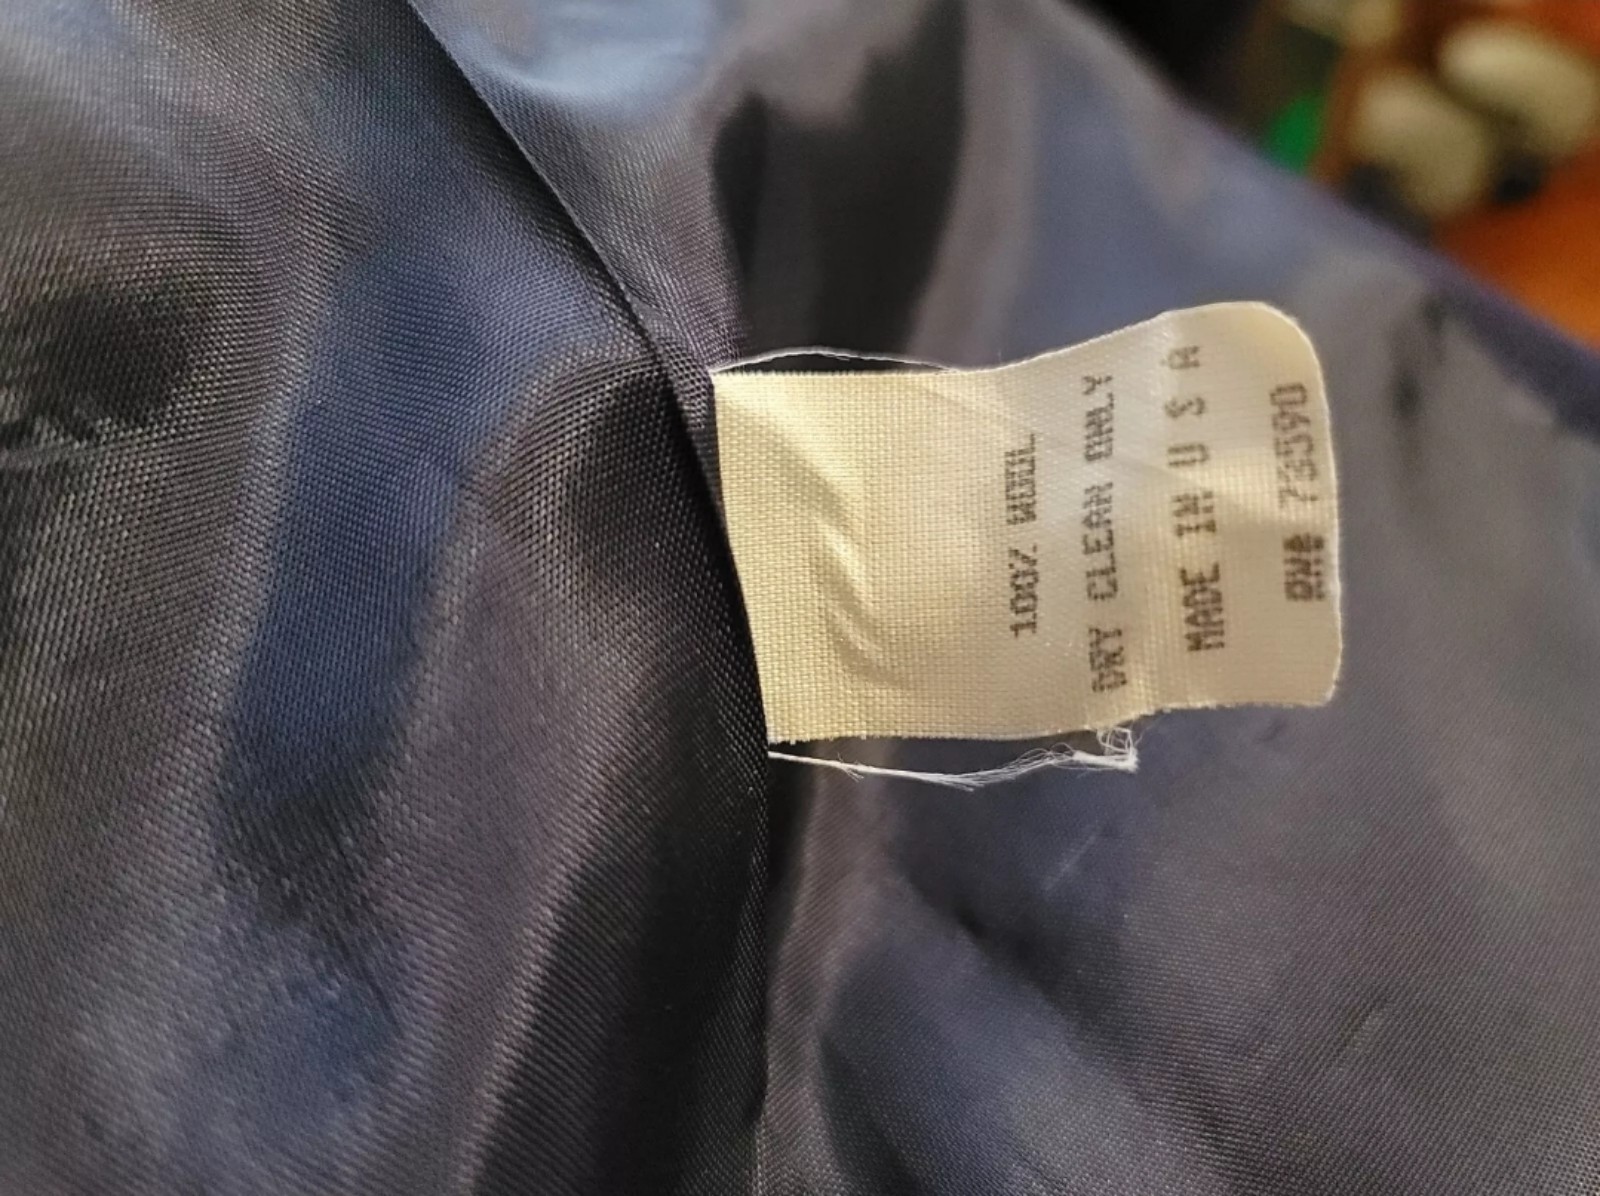 100% WOOL
DRY CLEAN ONLY
MADE IN U S A
RN# 73590